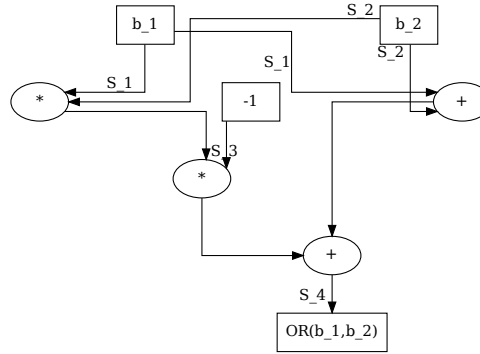 b_1
S_2
b_2
S_2
S_1
S_1
-1
*
+
S_3
*
+
S_4
OR(b_1,b_2)